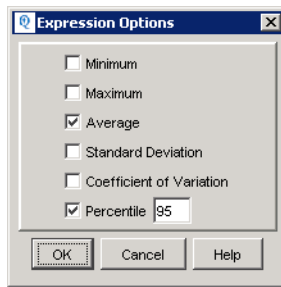 Expression Options
Minimum
Maximum
Average
Standard Deviation
Coefficient of Variation
Percentile 95
OK Cancel Help